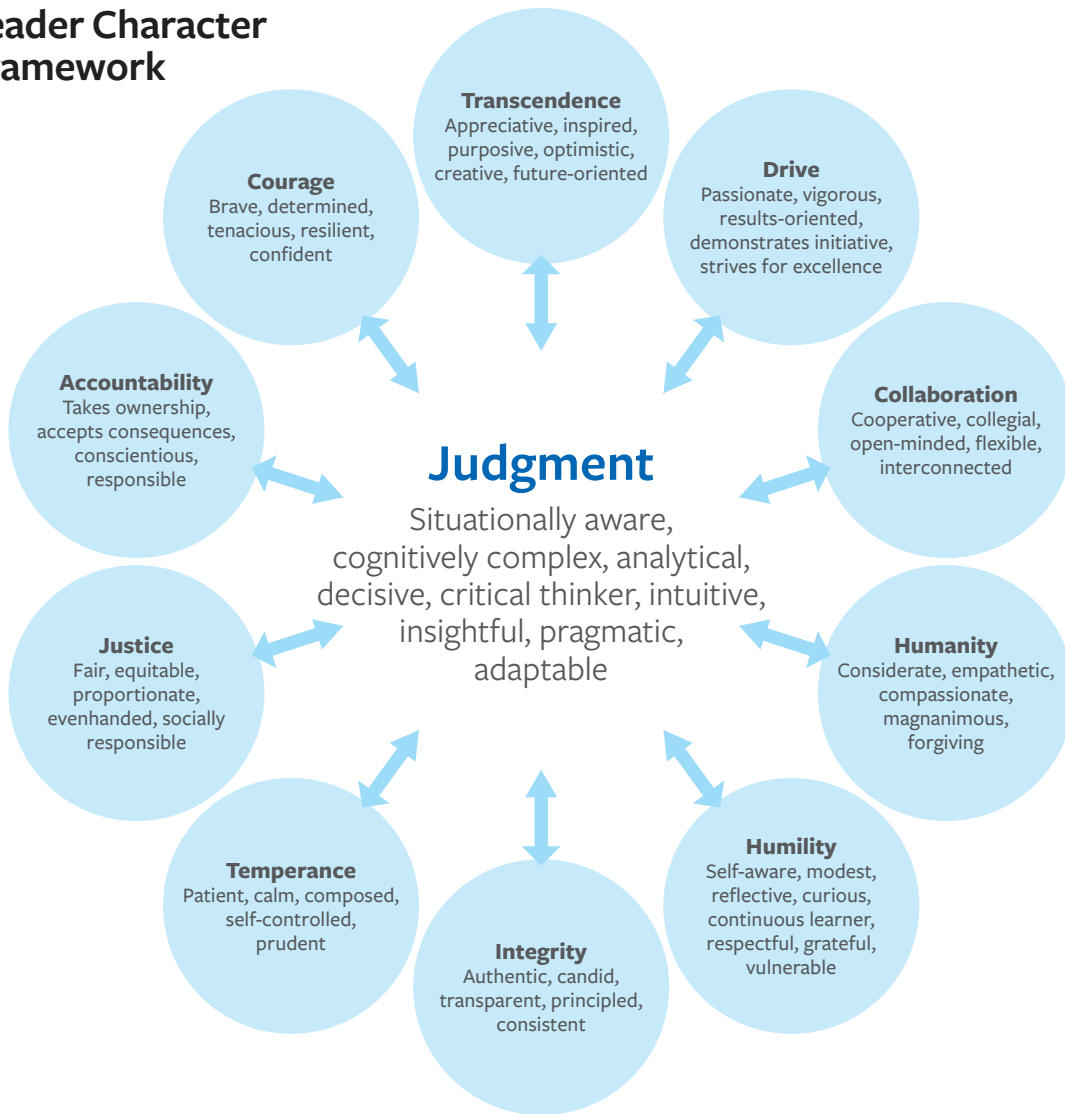 eader Character
ramework
Transcendence
Appreciative, inspired,
purposive, optimistic,
creative, future-oriented
Drive
Passionate, vigorous,
results-oriented,
demonstrates initiative,
strives for excellence
Collaboration
Cooperative, collegial,
open-minded, flexible,
interconnected
Humanity
Considerate, empathetic,
compassionate,
magnanimous,
forgiving
Humility
Self-aware, modest,
reflective, curious,
continuous learner,
respectful, grateful,
vulnerable
Integrity
Authentic, candid,
transparent, principled,
consistent
Temperance
Patient, calm, composed,
self-controlled,
prudent
Justice
Fair, equitable,
proportionate,
evenhanded, socially
responsible
Accountability
Takes ownership,
accepts consequences,
conscientious,
responsible
Courage
Brave, determined,
tenacious, resilient,
confident
Judgment
Situationally aware,
cognitively complex, analytical,
decisive, critical thinker, intuitive,
insightful, pragmatic,
adaptable